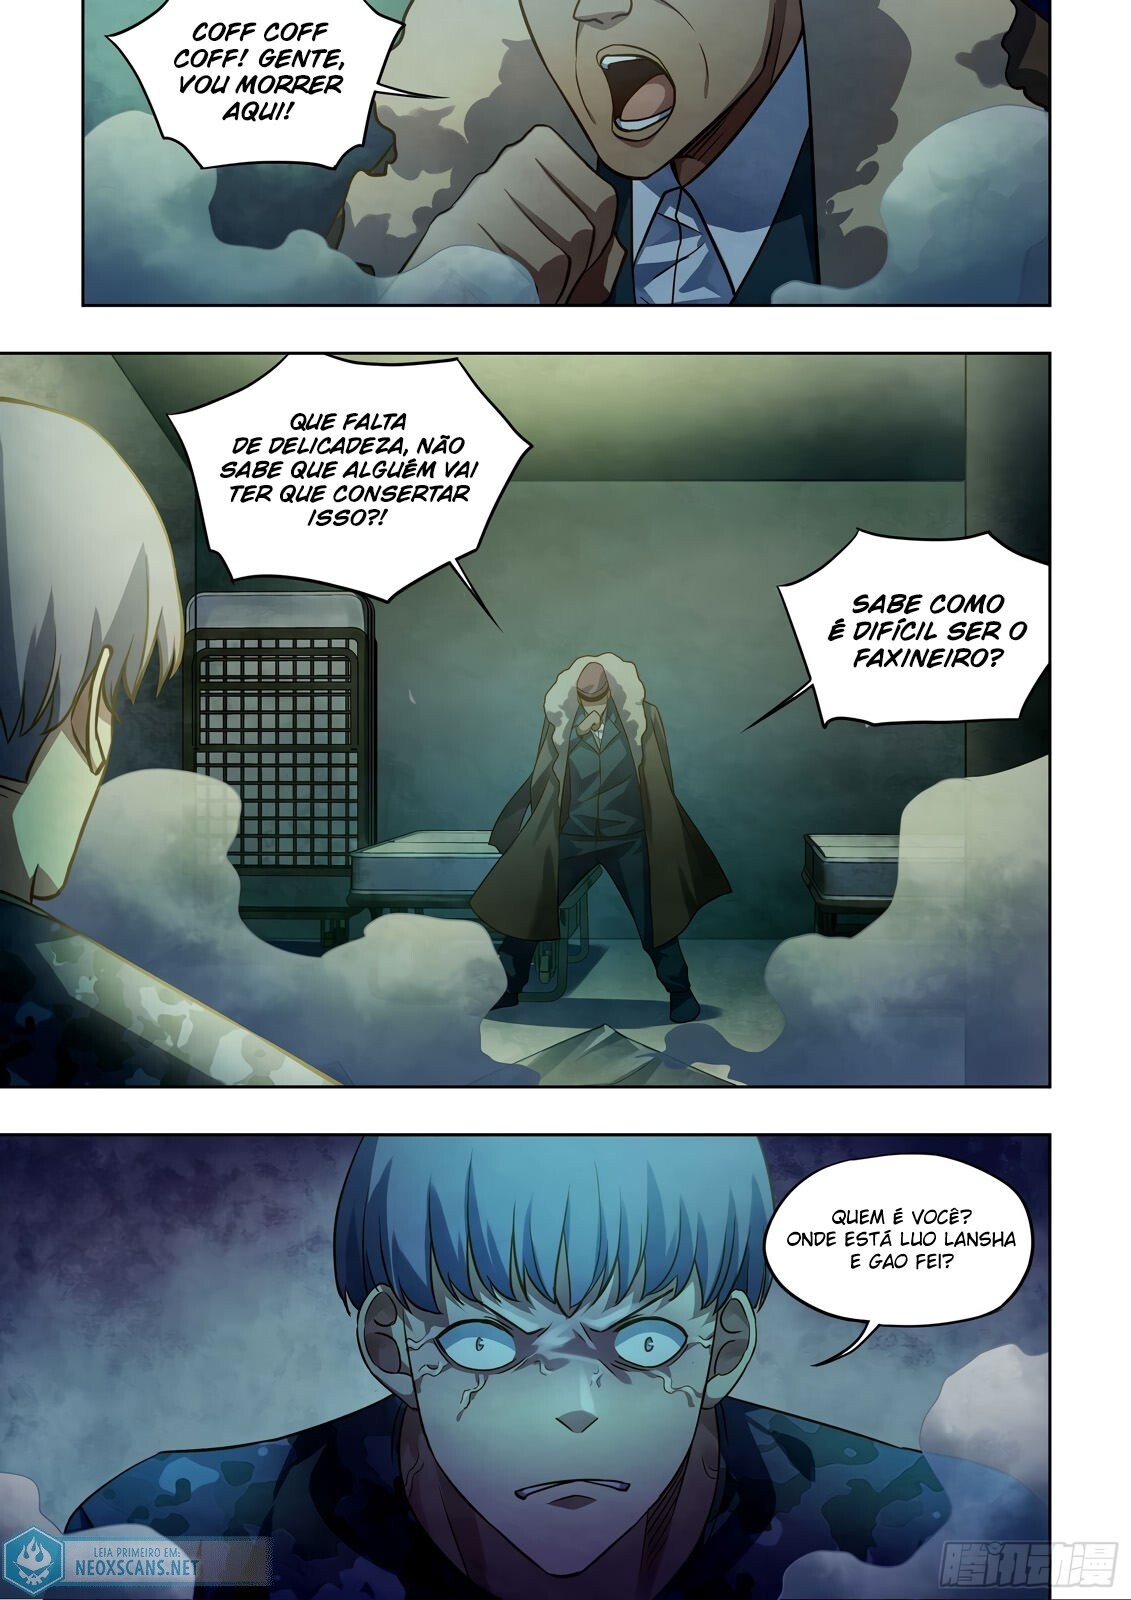 COFF COFF
COFF! GENTE,
VOU MORRER
AQUI!
QUE FALTA
DE DELICADEZA, NÃO
SABE QUE ALGUÉM VAI
TER QUE CONSERTAR
ISSO?!
SABE COMO
É DIFÍCIL SER O
FAXINEIRO?
QUEM É VOCÊ?
ONDE ESTÁ LUO LANSHA
E GAO FEI?
LEIA PRIMEIRO EM:
NEOXSCANS.NET
腾讯动漫